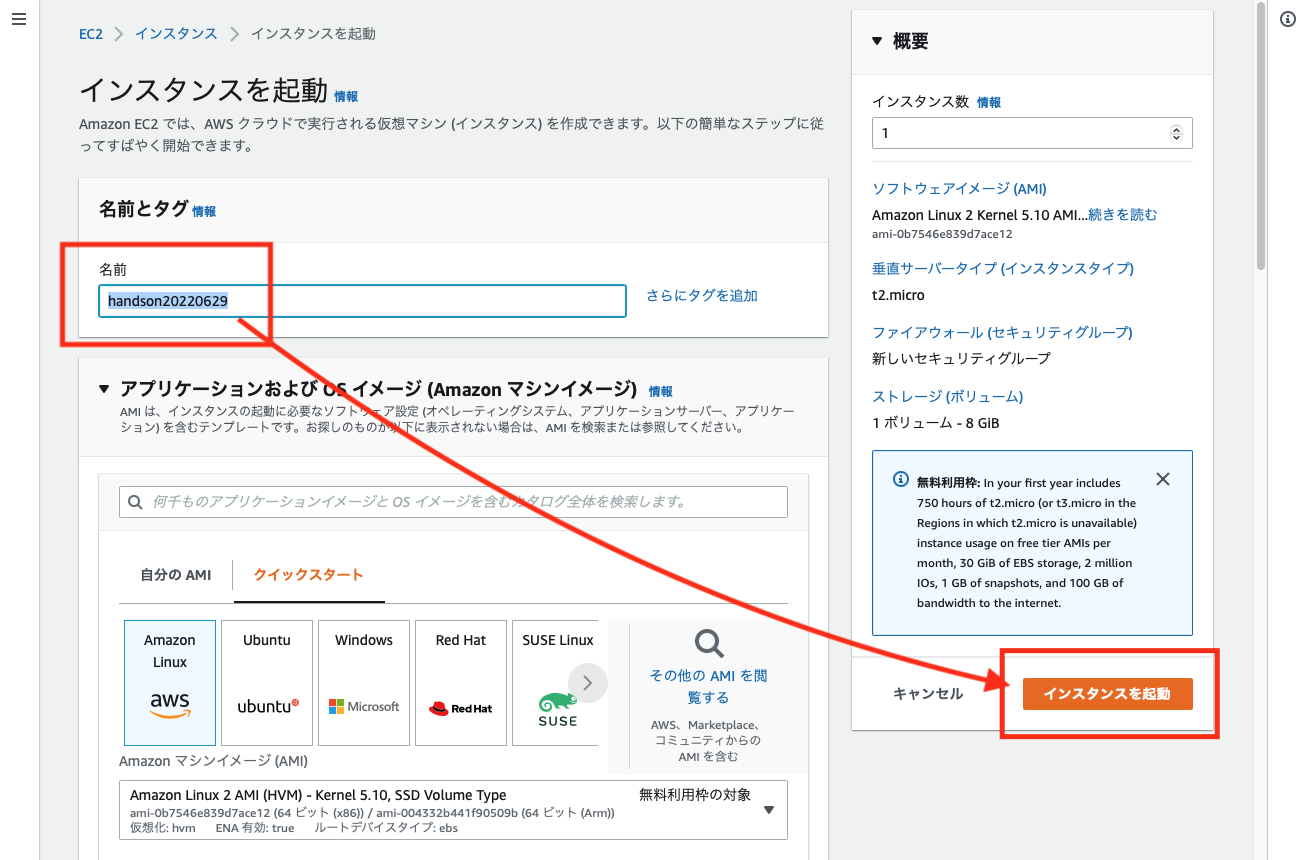 EC2 > インスタンス > インスタンスを起動
インスタンスを起動 情報
Amazon EC2 では、AWS クラウドで実行される仮想マシン (インスタンス) を作成できます。以下の簡単なステップに従
ってすばやく開始できます。
名前とタグ 情報
名前
handson20220629
さらにタグを追加
アプリケーションおよび OS イメージ (Amazon マシンイメージ) 情報
AMI は、インスタンスの起動に必要なソフトウェア設定 (オペレーティングシステム、アプリケーションサーバー、アプリケー
ション) を含むテンプレートです。お探しのものが以下に表示されない場合は、AMI を検索または参照してください。
何千ものアプリケーションイメージと OS イメージを含むカタログ全体を検索します。
自分の AMI
クイックスタート
Amazon
Linux
aws
Ubuntu
ubuntu
Windows
Microsoft
Red Hat
Red Hat
SUSE Linux
SUSE
その他の AMI を閲
覧する
AWS、Marketplace、
コミュニティからの
AMI を含む
Amazon マシンイメージ (AMI)
Amazon Linux 2 AMI (HVM) - Kernel 5.10, SSD Volume Type
無料利用枠の対象
ami-0b7546e839d7ace12 (64 ビット (x86)) / ami-004332b441f90509b (64 ビット (Arm))
仮想化: hvm ENA 有効: true ルートデバイスタイプ: ebs
概要
インスタンス数 情報
1
ソフトウェアイメージ (AMI)
Amazon Linux 2 Kernel 5.10 AMI...続きを読む
ami-0b7546e839d7ace12
垂直サーバータイプ (インスタンスタイプ)
t2.micro
ファイアウォール (セキュリティグループ)
新しいセキュリティグループ
ストレージ (ボリューム)
1 ボリューム - 8 GiB
無料利用枠: In your first year includes
750 hours of t2.micro (or t3.micro in the
Regions in which t2.micro is unavailable)
instance usage on free tier AMIs per
month, 30 GiB of EBS storage, 2 million
IOs, 1 GB of snapshots, and 100 GB of
bandwidth to the internet.
キャンセル
インスタンスを起動